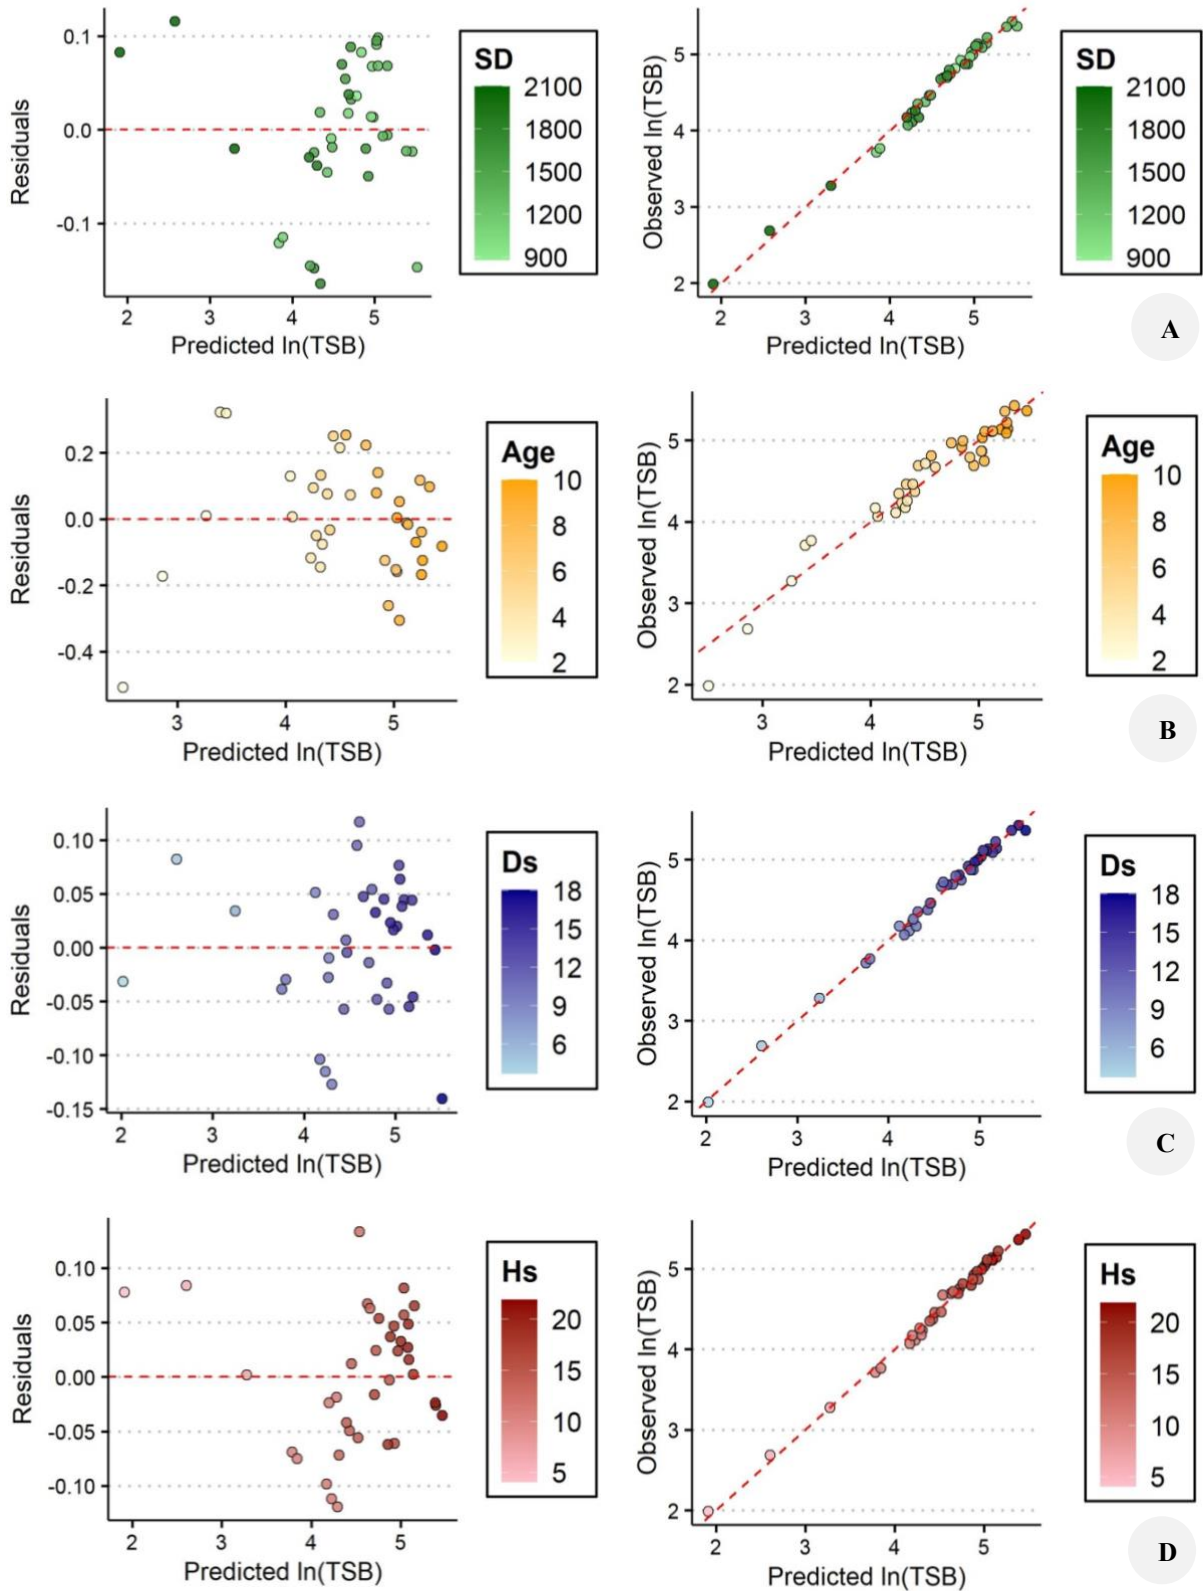 Residuals
0.1
0.0
-0.1
2 3 4 5
Predicted ln(TSB)
SD
2100
1800
1500
1200
900
Observed ln(TSB)
5
4
3
2
2 3 4 5
Predicted ln(TSB)
SD
2100
1800
1500
1200
900
A
Residuals
0.2
0.0
-0.2
-0.4
3 4 5
Predicted ln(TSB)
Age
10
8
6
4
2
Observed ln(TSB)
5
4
3
2
3 4 5
Predicted ln(TSB)
Age
10
8
6
4
2
B
Residuals
0.10
0.05
0.00
-0.05
-0.10
-0.15
2 3 4 5
Predicted ln(TSB)
Ds
18
15
12
9
6
Observed ln(TSB)
5
4
3
2
2 3 4 5
Predicted ln(TSB)
Ds
18
15
12
9
6
C
Residuals
0.10
0.05
0.00
-0.05
-0.10
2 3 4 5
Predicted ln(TSB)
Hs
20
15
10
5
Observed ln(TSB)
5
4
3
2
2 3 4 5
Predicted ln(TSB)
Hs
20
15
10
5
D